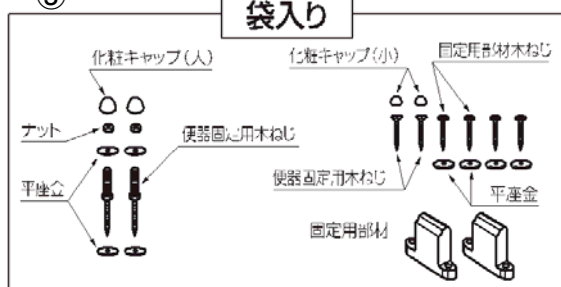 袋入り
化粧キャップ(大)
化粧キャップ(小)
固定用部材木ねじ
ナット
便器固定用木ねじ
便器固定用木ねじ
平座金
平座金
固定用部材